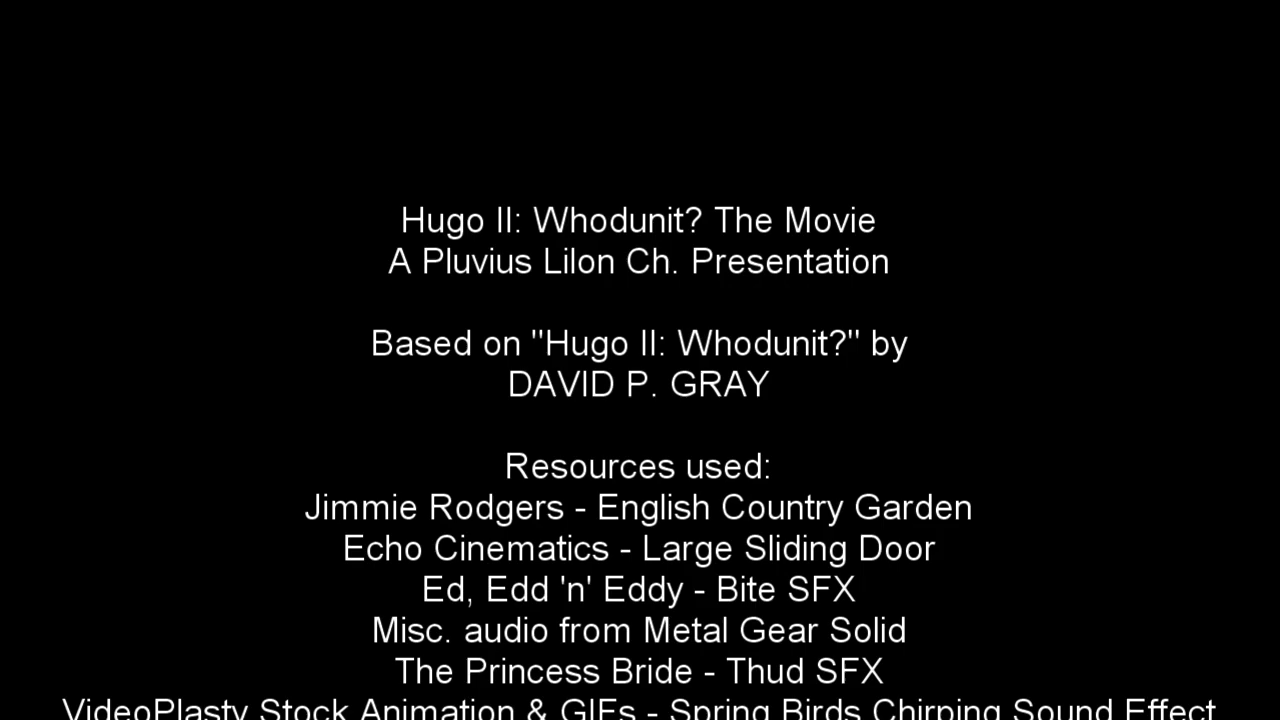 Hugo II: Whodunit? The Movie
A Pluvius Lilon Ch. Presentation
Based on "Hugo II: Whodunit?" by
DAVID P. GRAY
Resources used:
Jimmie Rodgers - English Country Garden
Echo Cinematics - Large Sliding Door
Ed, Edd 'n' Eddy - Bite SFX
Misc. audio from Metal Gear Solid
The Princess Bride - Thud SFX
VideoPlasty Stock Animation & GIFs - Spring Birds Chirping Sound Effect